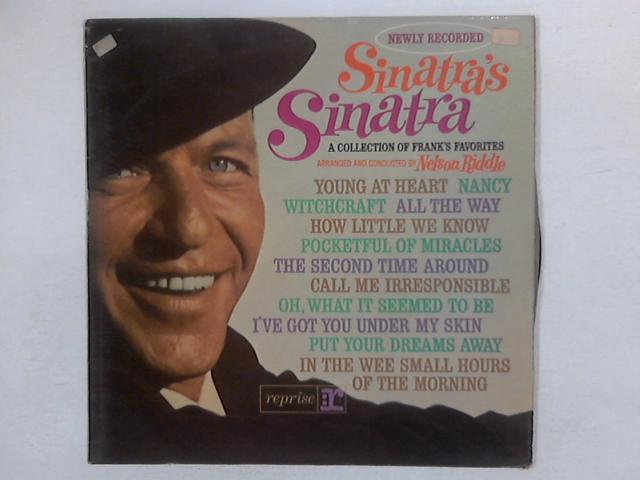 NEWLY RECORDED
Sinatra's
Sinatra
A COLLECTION OF FRANK'S FAVORITES
ARRANGED AND CONDUCTED BY Nelson Riddle
YOUNG AT HEART NANCY
WITCHCRAFT ALL THE WAY
HOW LITTLE WE KNOW
POCKETFUL OF MIRACLES
THE SECOND TIME AROUND
CALL ME IRRESPONSIBLE
OH, WHAT IT SEEMED TO BE
I'VE GOT YOU UNDER MY SKIN
PUT YOUR DREAMS AWAY
IN THE WEE SMALL HOURS
OF THE MORNING
reprise r: